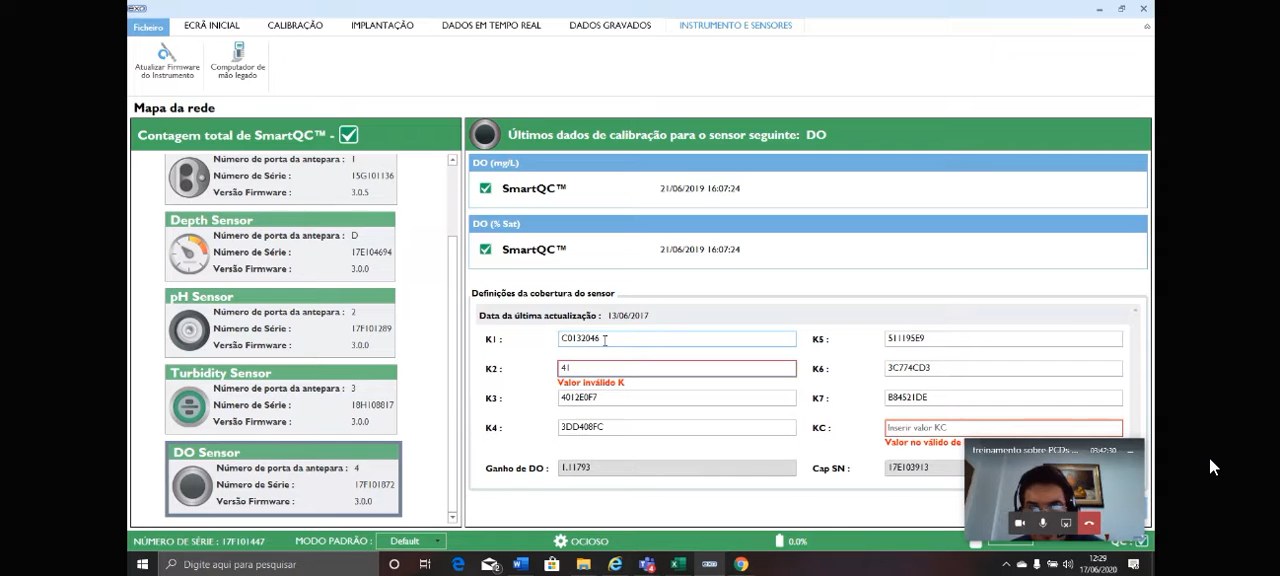 EXO
Ficheiro ECRÃ INICIAL CALIBRAÇÃO IMPLANTAÇÃO DADOS EM TEMPO REAL DADOS GRAVADOS INSTRUMENTO E SENSORES
Atualizar Firmware do Instrumento
Computador de mão legado
Mapa da rede
Contagem total de SmartQC™ -
Número de porta da antepara : 1
Número de Série : 15G101136
Versão Firmware : 3.0.5
Depth Sensor
Número de porta da antepara : D
Número de Série : 17E104694
Versão Firmware : 3.0.0
pH Sensor
Número de porta da antepara : 2
Número de Série : 17F101289
Versão Firmware : 3.0.0
Turbidity Sensor
Número de porta da antepara : 3
Número de Série : 18H108817
Versão Firmware : 3.0.0
DO Sensor
Número de porta da antepara : 4
Número de Série : 17F101872
Versão Firmware : 3.0.0
Últimos dados de calibração para o sensor seguinte: DO
DO (mg/L)
SmartQC™ 21/06/2019 16:07:24
DO (% Sat)
SmartQC™ 21/06/2019 16:07:24
Definições da cobertura do sensor
Data da última actualização : 13/06/2017
K1 : C0132046 K5 : 511195E9
K2 : 41 K6 : 3C774CD3
Valor inválido K
K3 : 4012E0F7 K7 : B84521DE
K4 : 3DD408FC KC : Inserir valor KC
Valor no válido de
Ganho de DO : 1.11793 Cap SN : 17E103913
Treinamento sobre PCDs... 03:47:30
NÚMERO DE SÉRIE : 17F101447 MODO PADRÃO : Default OCIOSO 0.0% QC:
Digite aqui para pesquisar
12:29
17/06/2020